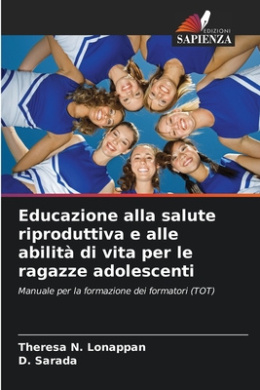 EDIZIONI
SAPIENZA
Educazione alla salute
riproduttiva e alle
abilità di vita per le
ragazze adolescenti
Manuale per la formazione dei formatori (TOT)
Theresa N. Lonappan
D. Sarada